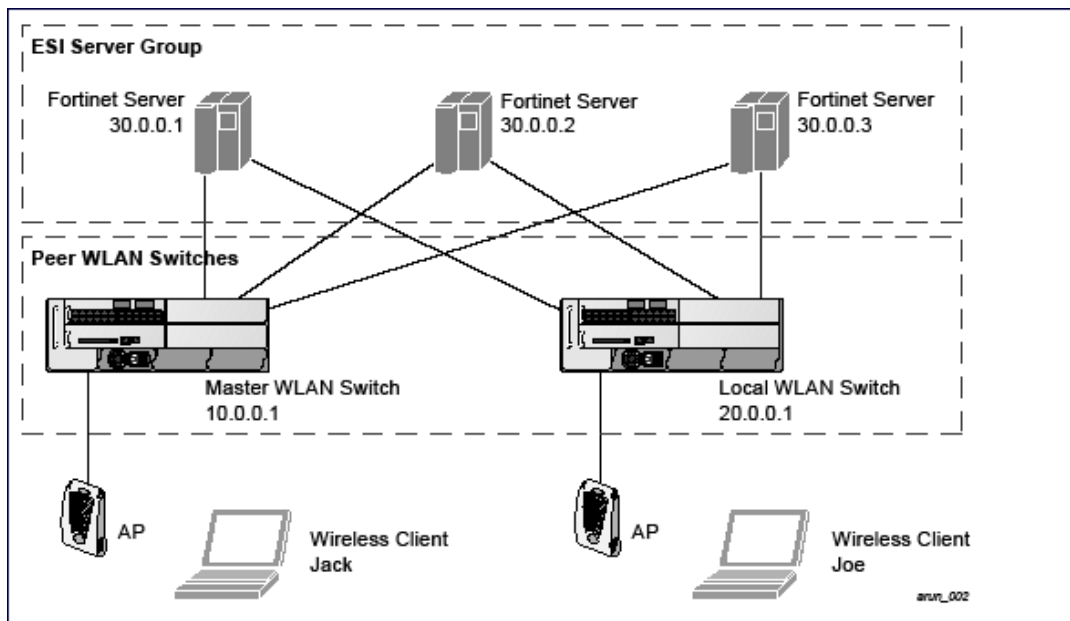 ESI Server Group
Fortinet Server
30.0.0.1
Fortinet Server
30.0.0.2
Fortinet Server
30.0.0.3
Peer WLAN Switches
Master WLAN Switch
10.0.0.1
Local WLAN Switch
20.0.0.1
AP
Wireless Client
Jack
AP
Wireless Client
Joe
arun_002